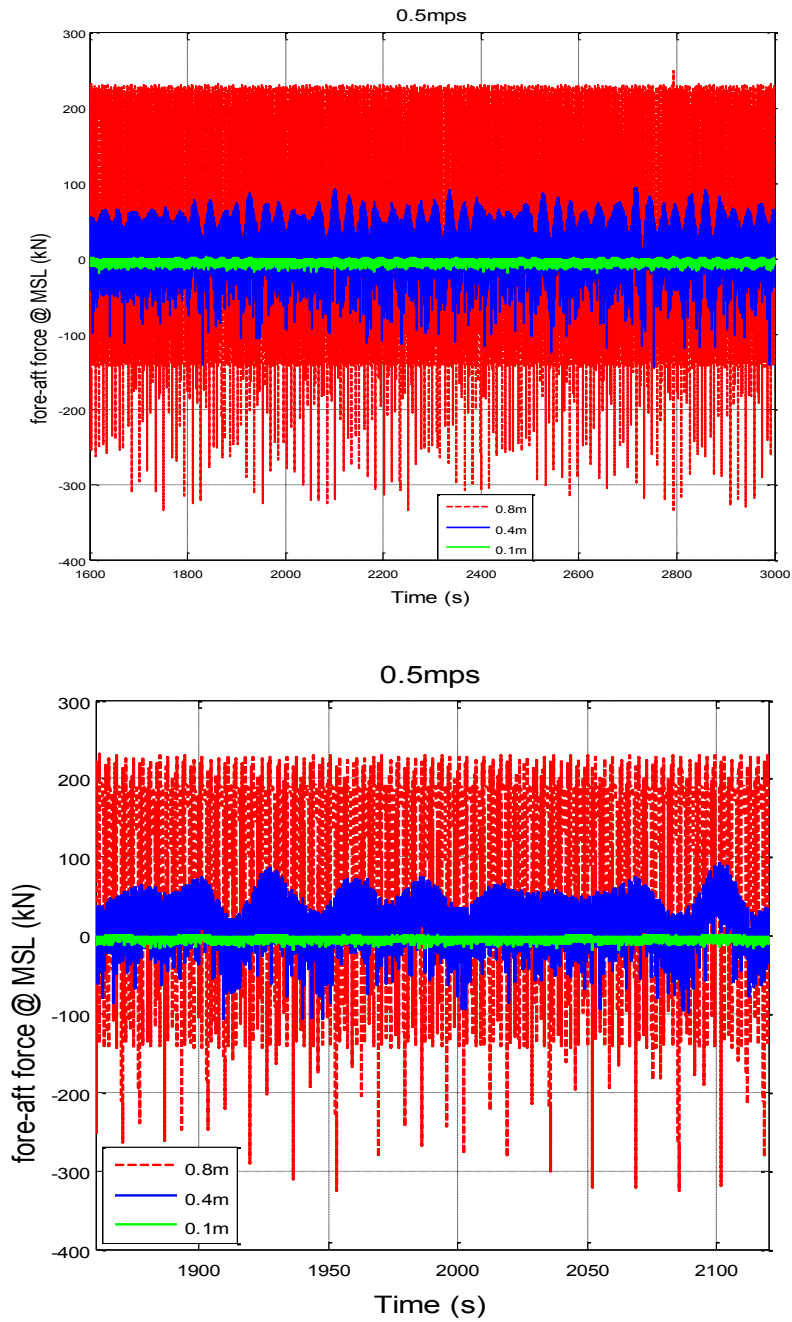 0.5mps
300
200
100
0
-100
-200
-300
-400
fore-aft force @ MSL (kN)
0.8m
0.4m
0.1m
1600 1800 2000 2200 2400 2600 2800 3000
Time (s)
0.5mps
300
200
100
0
-100
-200
-300
-400
fore-aft force @ MSL (kN)
0.8m
0.4m
0.1m
1900 1950 2000 2050 2100
Time (s)